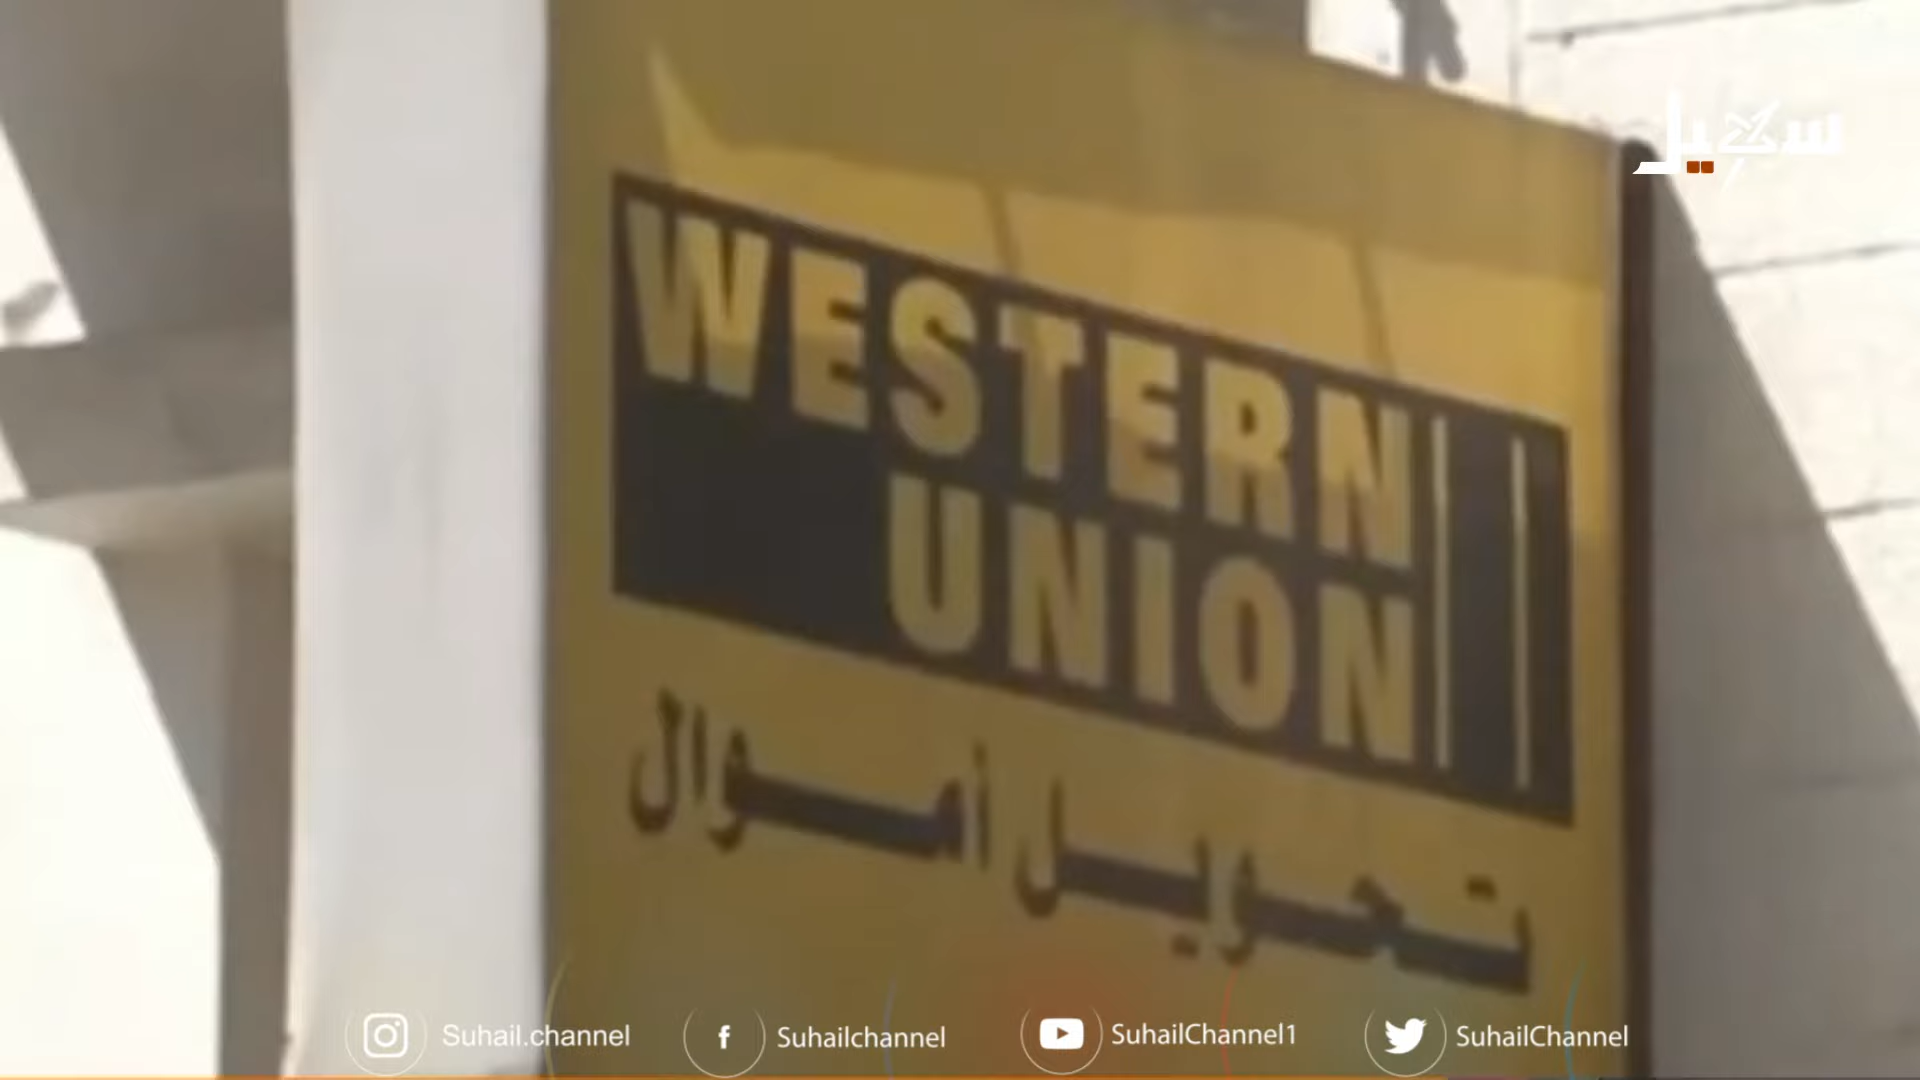 سهيل
WESTERN
UNION
تحويل أموال
Suhail.channel
Suhailchannel
SuhailChannel1
SuhailChannel